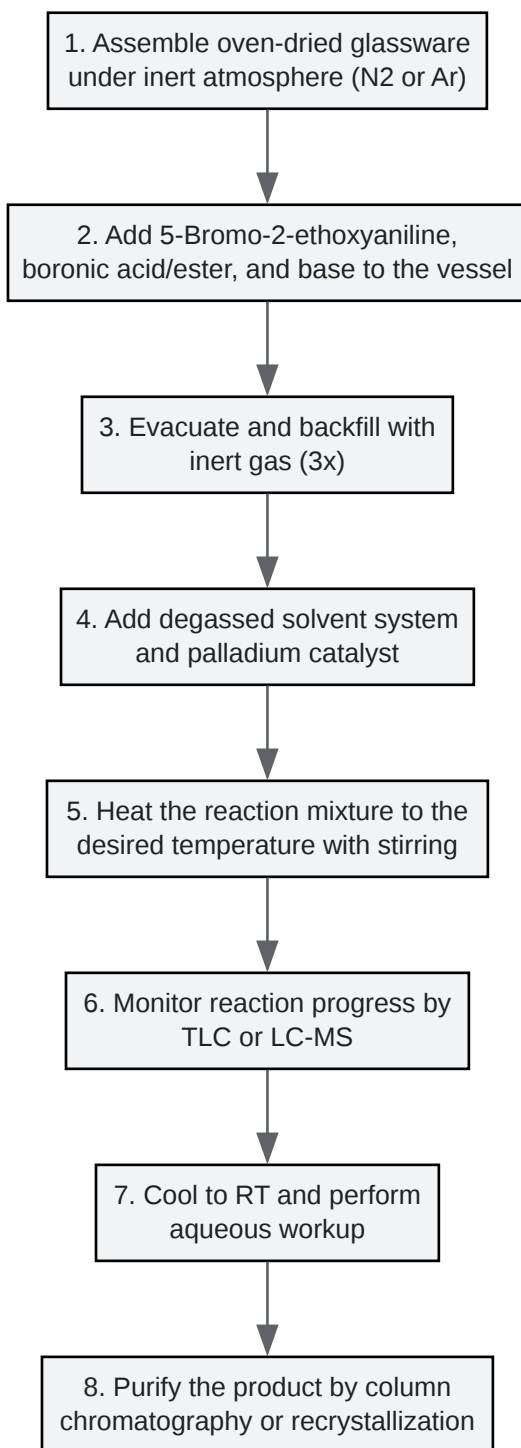 1. Assemble oven-dried glassware
under inert atmosphere (N2 or Ar)
2. Add 5-Bromo-2-ethoxyaniline,
boronic acid/ester, and base to the vessel
3. Evacuate and backfill with
inert gas (3x)
4. Add degassed solvent system
and palladium catalyst
5. Heat the reaction mixture to the
desired temperature with stirring
6. Monitor reaction progress by
TLC or LC-MS
7. Cool to RT and perform
aqueous workup
8. Purify the product by column
chromatography or recrystallization